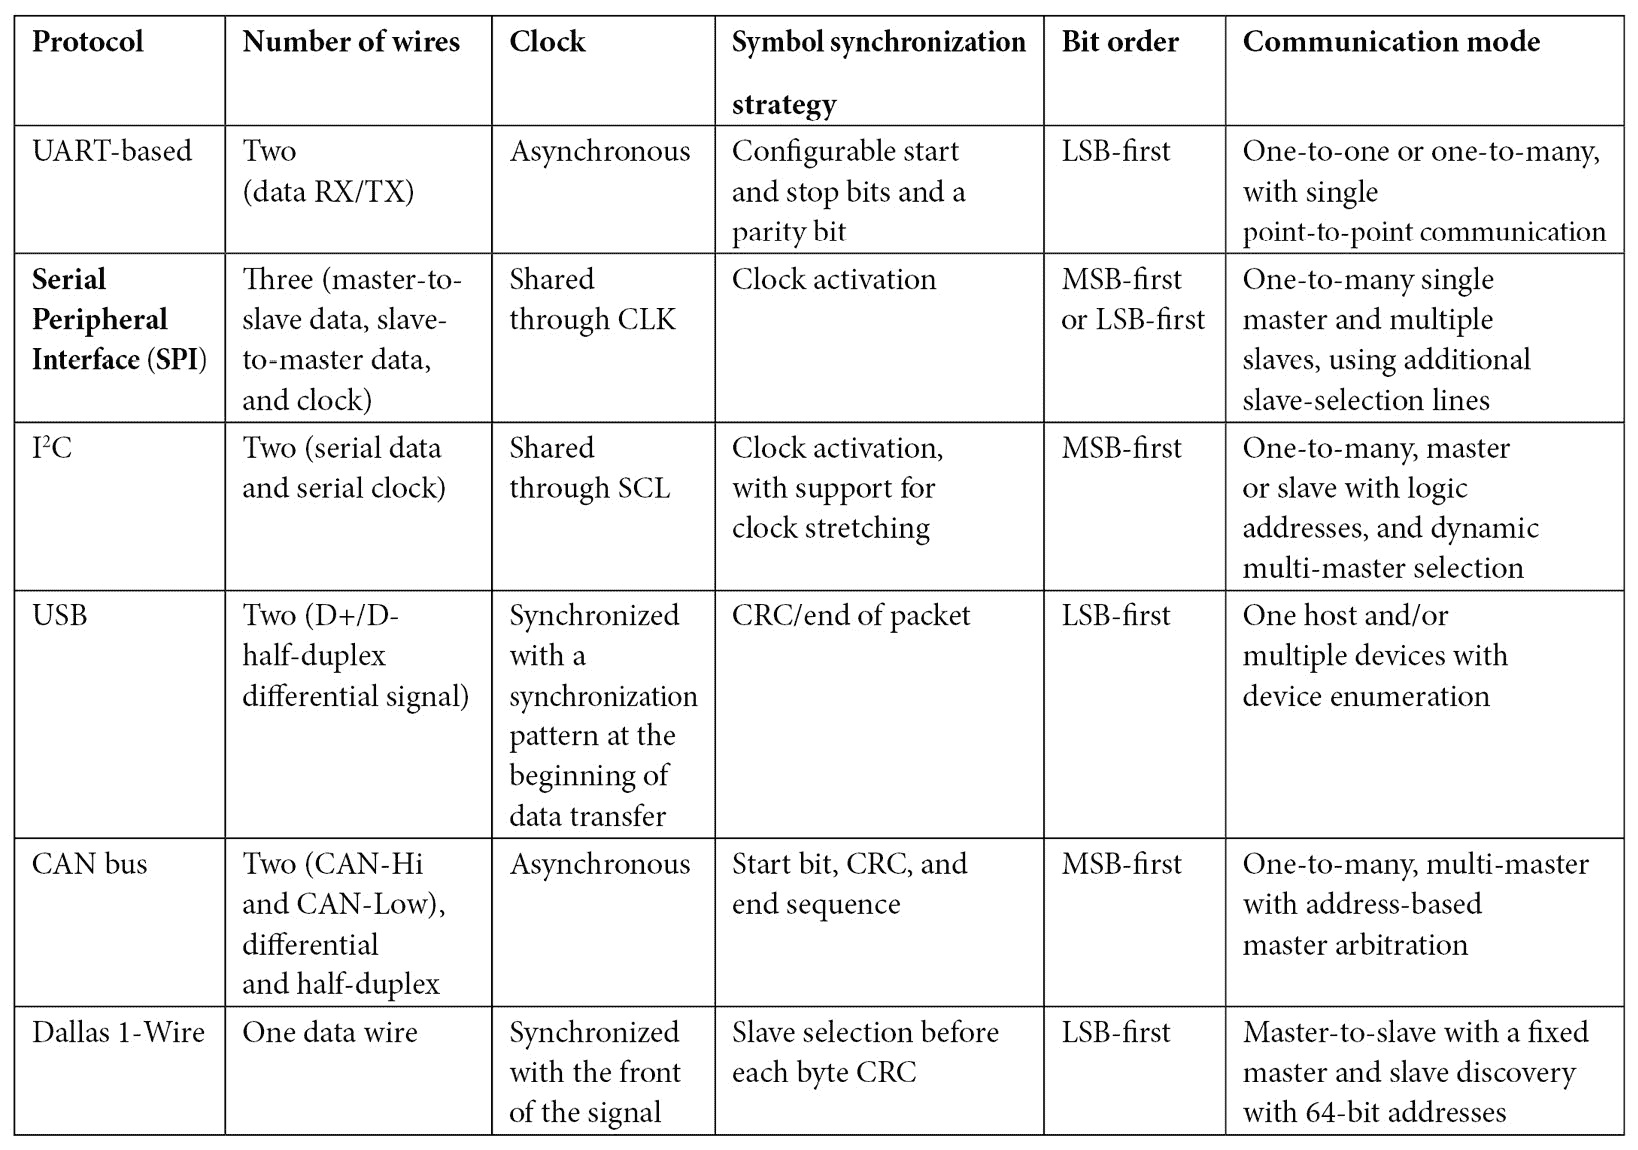 Protocol
Number of wires
Clock
Symbol synchronization
strategy
Bit order
Communication mode
UART-based
Two
(data RX/TX)
Asynchronous
Configurable start
and stop bits and a
parity bit
LSB-first
One-to-one or one-to-many,
with single
point-to-point communication
Serial
Peripheral
Interface (SPI)
Three (master-to-
slave data, slave-
to-master data,
and clock)
Shared
through CLK
Clock activation
MSB-first
or LSB-first
One-to-many single
master and multiple
slaves, using additional
slave-selection lines
I²C
Two (serial data
and serial clock)
Shared
through SCL
Clock activation,
with support for
clock stretching
MSB-first
One-to-many, master
or slave with logic
addresses, and dynamic
multi-master selection
USB
Two (D+/D-
half-duplex
differential signal)
Synchronized
with a
synchronization
pattern at the
beginning of
data transfer
CRC/end of packet
LSB-first
One host and/or
multiple devices with
device enumeration
CAN bus
Two (CAN-Hi
and CAN-Low),
differential
and half-duplex
Asynchronous
Start bit, CRC, and
end sequence
MSB-first
One-to-many, multi-master
with address-based
master arbitration
Dallas 1-Wire
One data wire
Synchronized
with the front
of the signal
Slave selection before
each byte CRC
LSB-first
Master-to-slave with a fixed
master and slave discovery
with 64-bit addresses